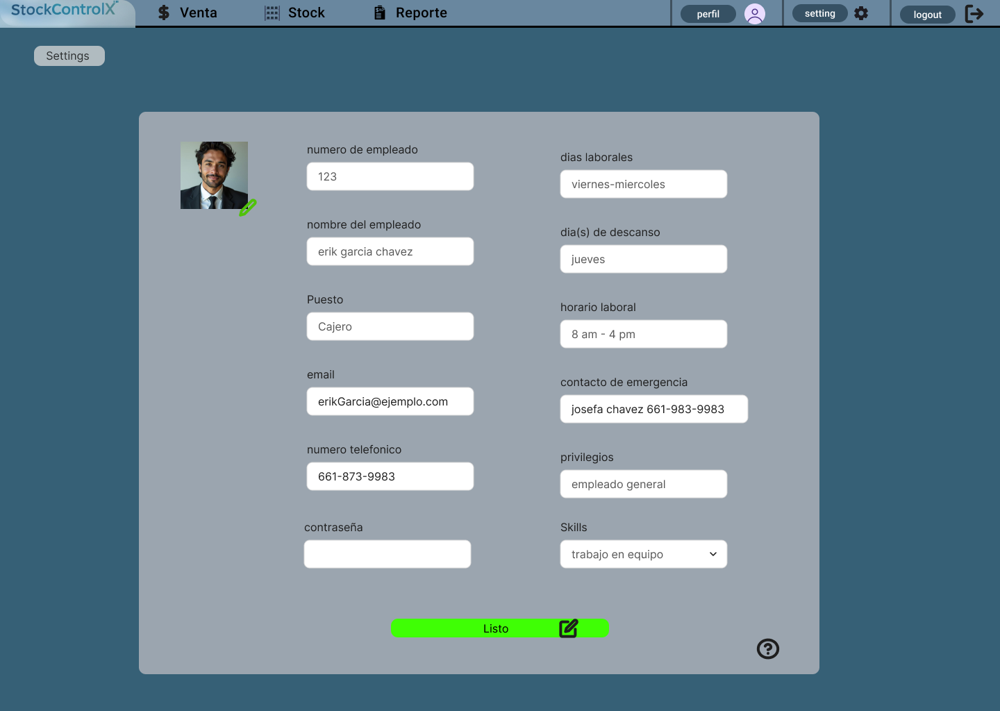 StockControlX
Venta
Stock
Reporte
perfil
setting
logout
Settings
numero de empleado
123
nombre del empleado
erik garcia chavez
Puesto
Cajero
email
erikGarcia@ejemplo.com
numero telefonico
661-873-9983
contraseña
dias laborales
viernes-miercoles
dia(s) de descanso
jueves
horario laboral
8 am - 4 pm
contacto de emergencia
josefa chavez 661-983-9983
privilegios
empleado general
Skills
trabajo en equipo
Listo